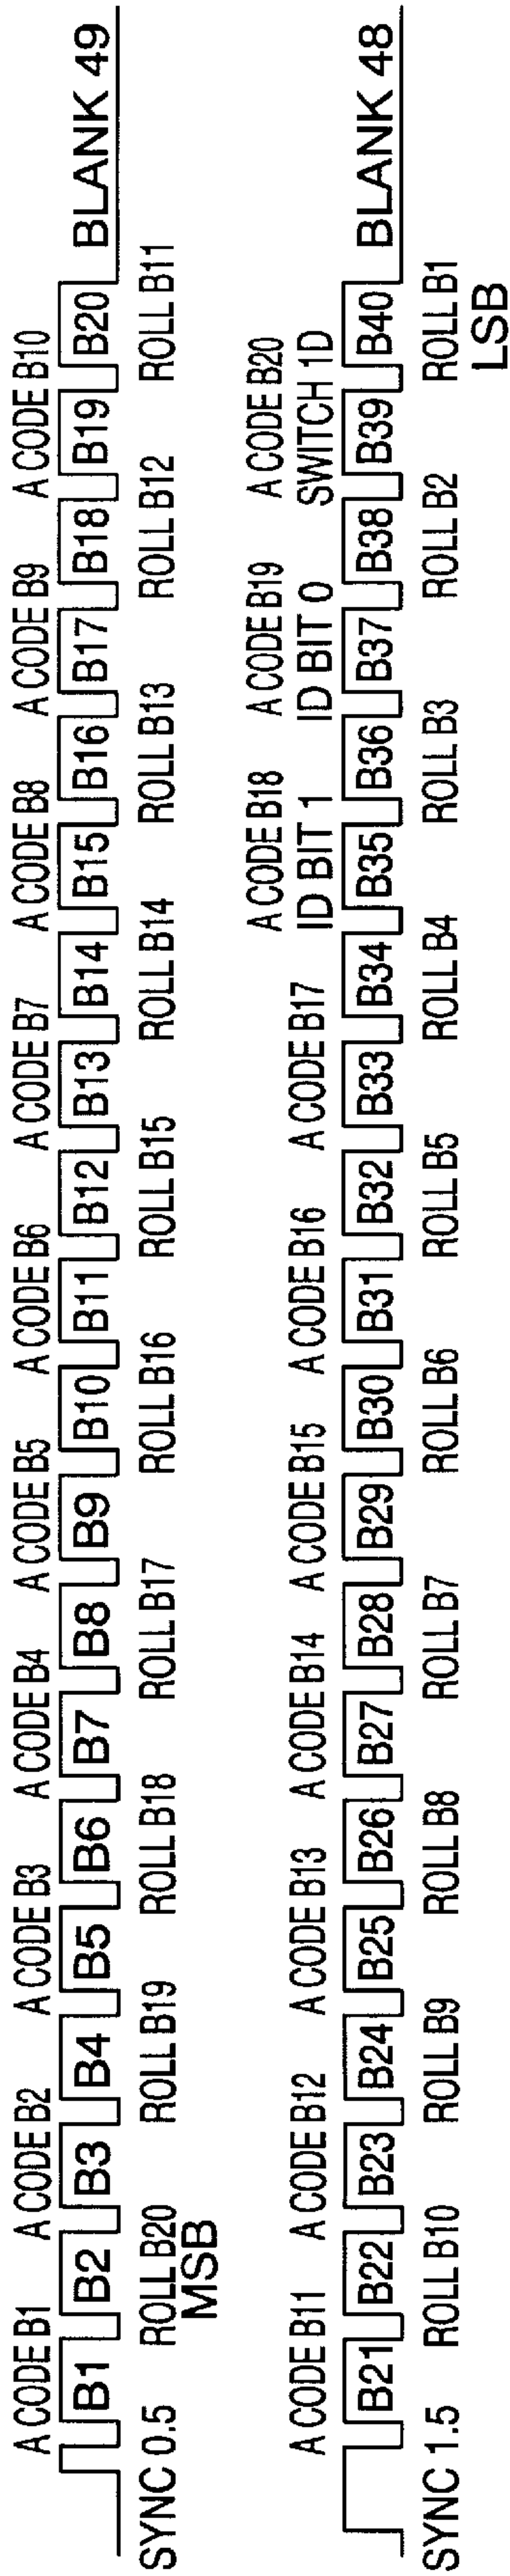 A CODE B1 A CODE B2 A CODE B3 A CODE B4 A CODE B5 A CODE B6 A CODE B7 A CODE B8 A CODE B9 A CODE B10
B1 B2 B3 B4 B5 B6 B7 B8 B9 B10 B11 B12 B13 B14 B15 B16 B17 B18 B19 B20 BLANK 49
SYNC 0.5 ROLL B20 ROLL B19 ROLL B18 ROLL B17 ROLL B16 ROLL B15 ROLL B14 ROLL B13 ROLL B12 ROLL B11
MSB
A CODE B18 A CODE B19 A CODE B20
A CODE B11 A CODE B12 A CODE B13 A CODE B14 A CODE B15 A CODE B16 A CODE B17 ID BIT 1 ID BIT 0 SWITCH 1D
B21 B22 B23 B24 B25 B26 B27 B28 B29 B30 B31 B32 B33 B34 B35 B36 B37 B38 B39 B40 BLANK 48
SYNC 1.5 ROLL B10 ROLL B9 ROLL B8 ROLL B7 ROLL B6 ROLL B5 ROLL B4 ROLL B3 ROLL B2 ROLL B1
LSB